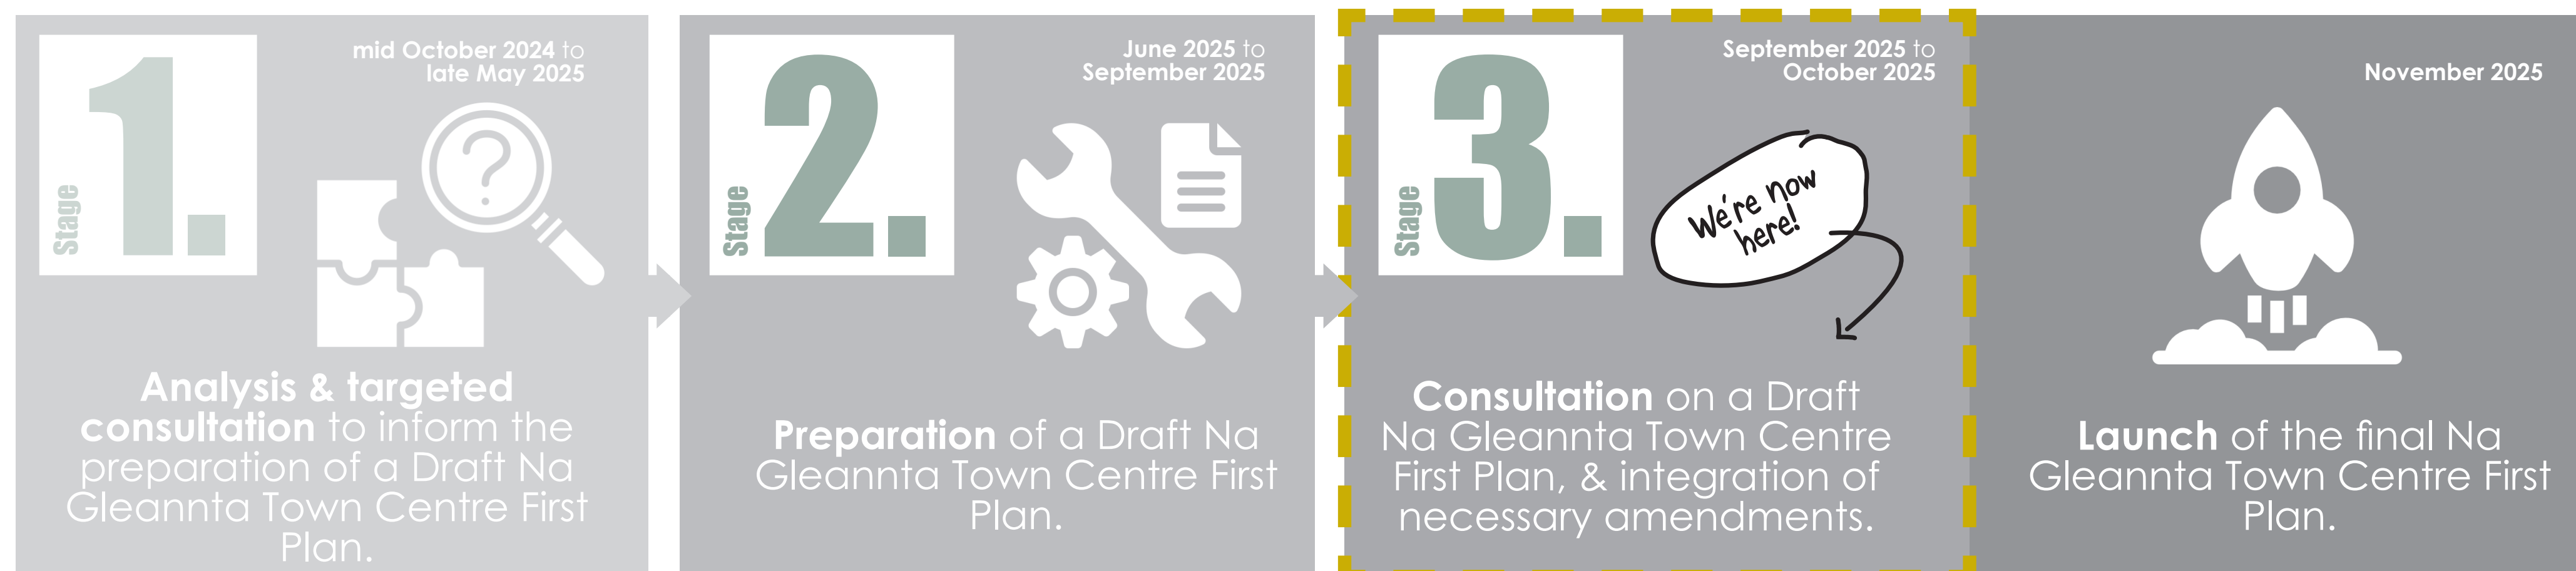 Stage
1.
mid October 2024 to
late May 2025
Analysis & targeted
consultation to inform the
preparation of a Draft Na
Gleannta Town Centre First
Plan.
Stage
2.
June 2025 to
September 2025
Preparation of a Draft Na
Gleannta Town Centre First
Plan.
Stage
3.
September 2025 to
October 2025
We're now
here!
Consultation on a Draft
Na Gleannta Town Centre
First Plan, & integration of
necessary amendments.
November 2025
Launch of the final Na
Gleannta Town Centre First
Plan.